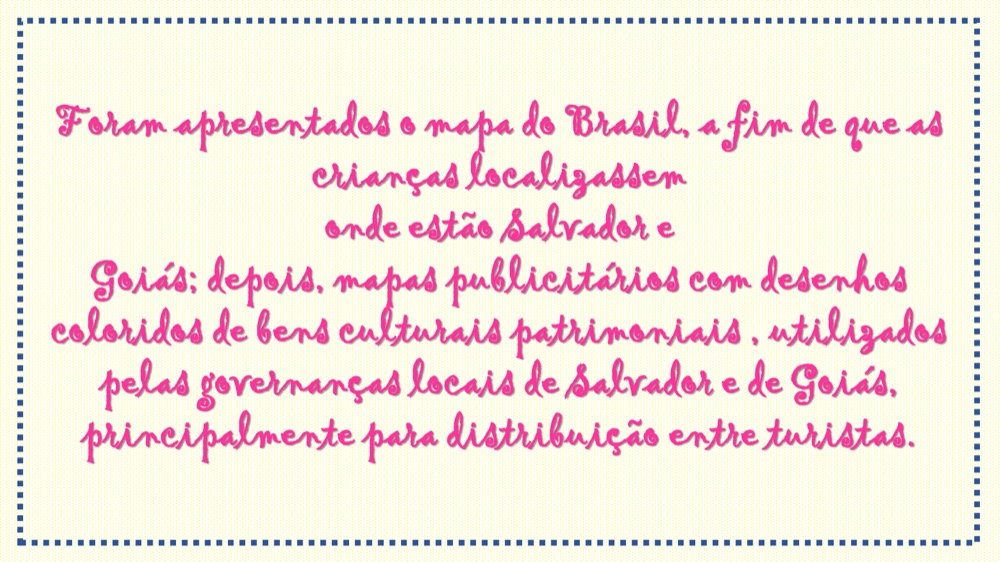 Foram apresentados o mapa do Brasil, a fim de que as
crianças localizassem
onde estão Salvador e
Goiás; depois, mapas publicitários com desenhos
coloridos de bens culturais patrimoniais , utilizados
pelas governanças locais de Salvador e de Goiás,
principalmente para distribuição entre turistas.